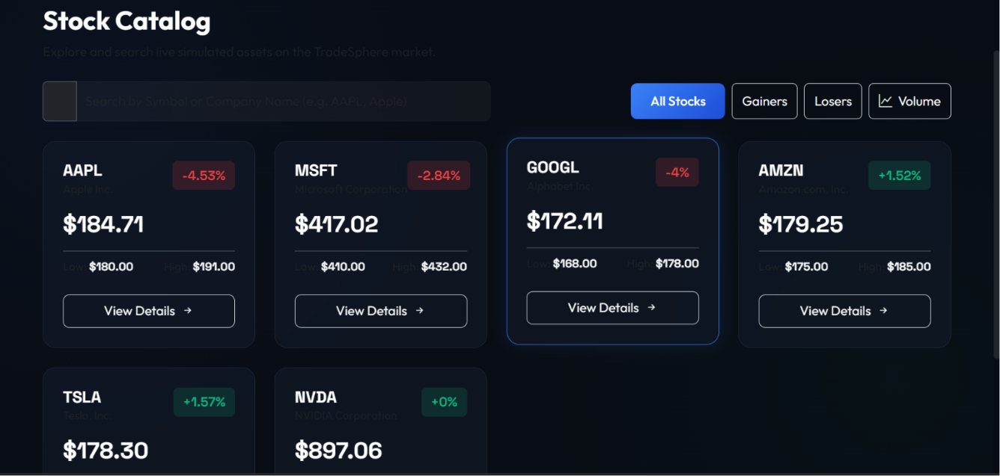 Stock Catalog
Explore and search live simulated assets on the TradeSphere market.
Search by Symbol or Company Name (e.g. AAPL, Apple)
All Stocks
Gainers
Losers
Volume
AAPL
-4.53%
Apple Inc.
$184.71
Low: $180.00 High: $191.00
View Details →
MSFT
-2.84%
Microsoft Corporation
$417.02
Low: $410.00 High: $432.00
View Details →
GOOGL
-4%
Alphabet Inc.
$172.11
Low: $168.00 High: $178.00
View Details →
AMZN
+1.52%
Amazon.com, Inc.
$179.25
Low: $175.00 High: $185.00
View Details →
TSLA
+1.57%
Tesla, Inc.
$178.30
NVDA
+0%
NVIDIA Corporation
$897.06